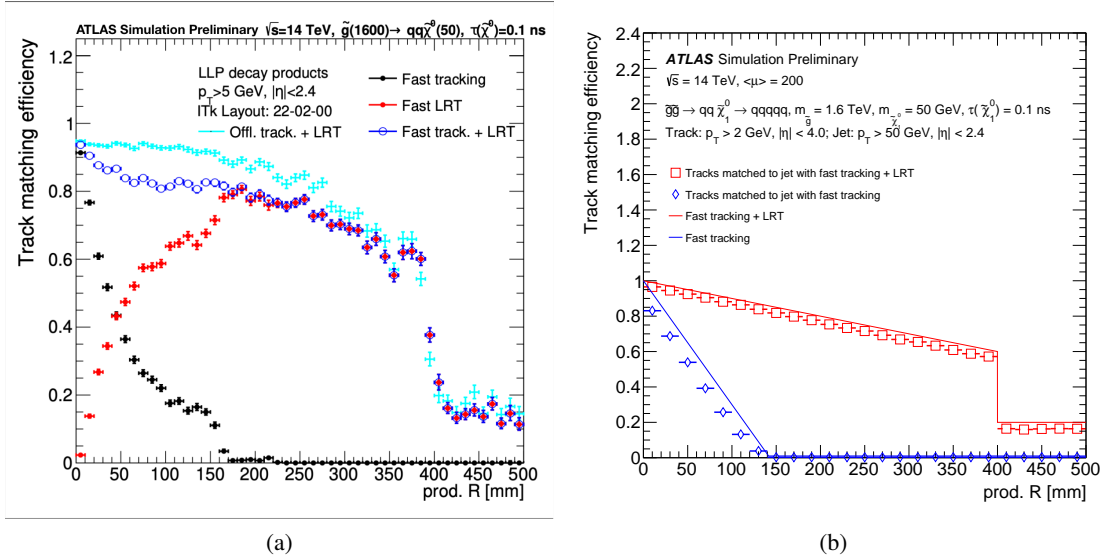 ATLAS Simulation Preliminary √s=14 TeV, g̃(1600)→ qqχ̃⁰(50), τ(χ̃⁰)=0.1 ns
LLP decay products
p_T>5 GeV, |η|<2.4
ITk Layout: 22-02-00
Offl. track. + LRT
Fast tracking
Fast LRT
Fast track. + LRT
Track matching efficiency
1.2
1
0.8
0.6
0.4
0.2
0
0 50 100 150 200 250 300 350 400 450 500
prod. R [mm]
(a)
ATLAS Simulation Preliminary
√s = 14 TeV, <μ> = 200
g̃g̃ → qq χ̃⁰₁ → qqqqq, m_g̃ = 1.6 TeV, m_χ̃⁰₁ = 50 GeV, τ( χ̃⁰₁ ) = 0.1 ns
Track: p_T > 2 GeV, |η| < 4.0; Jet: p_T > 50 GeV, |η| < 2.4
Tracks matched to jet with fast tracking + LRT
Tracks matched to jet with fast tracking
Fast tracking + LRT
Fast tracking
Track matching efficiency
2.4
2.2
2
1.8
1.6
1.4
1.2
1
0.8
0.6
0.4
0.2
0
0 50 100 150 200 250 300 350 400 450 500
prod. R [mm]
(b)